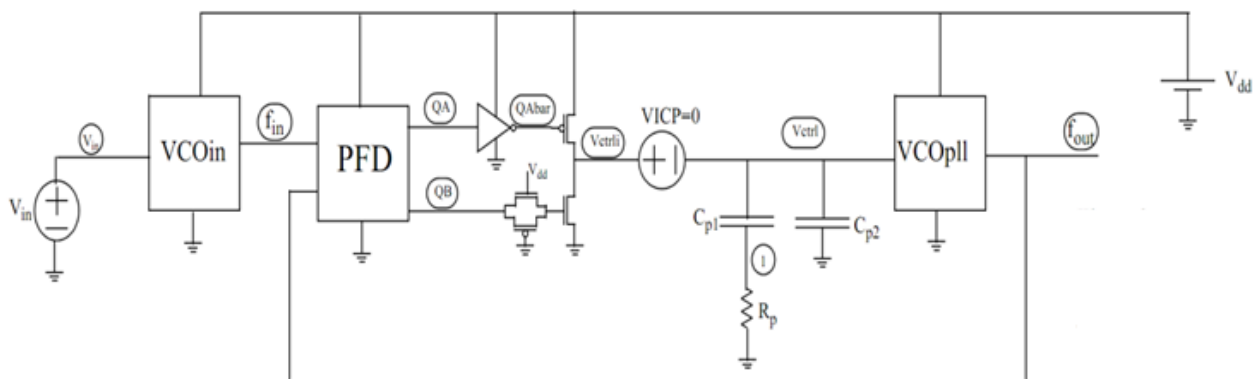 V_dd
QA
QAbar
VICP=0
V_in
VCOin
f_in
PFD
Vctrli
Vctrl
VCOpll
f_out
V_in
QB
V_dd
C_p1
C_p2
1
R_p